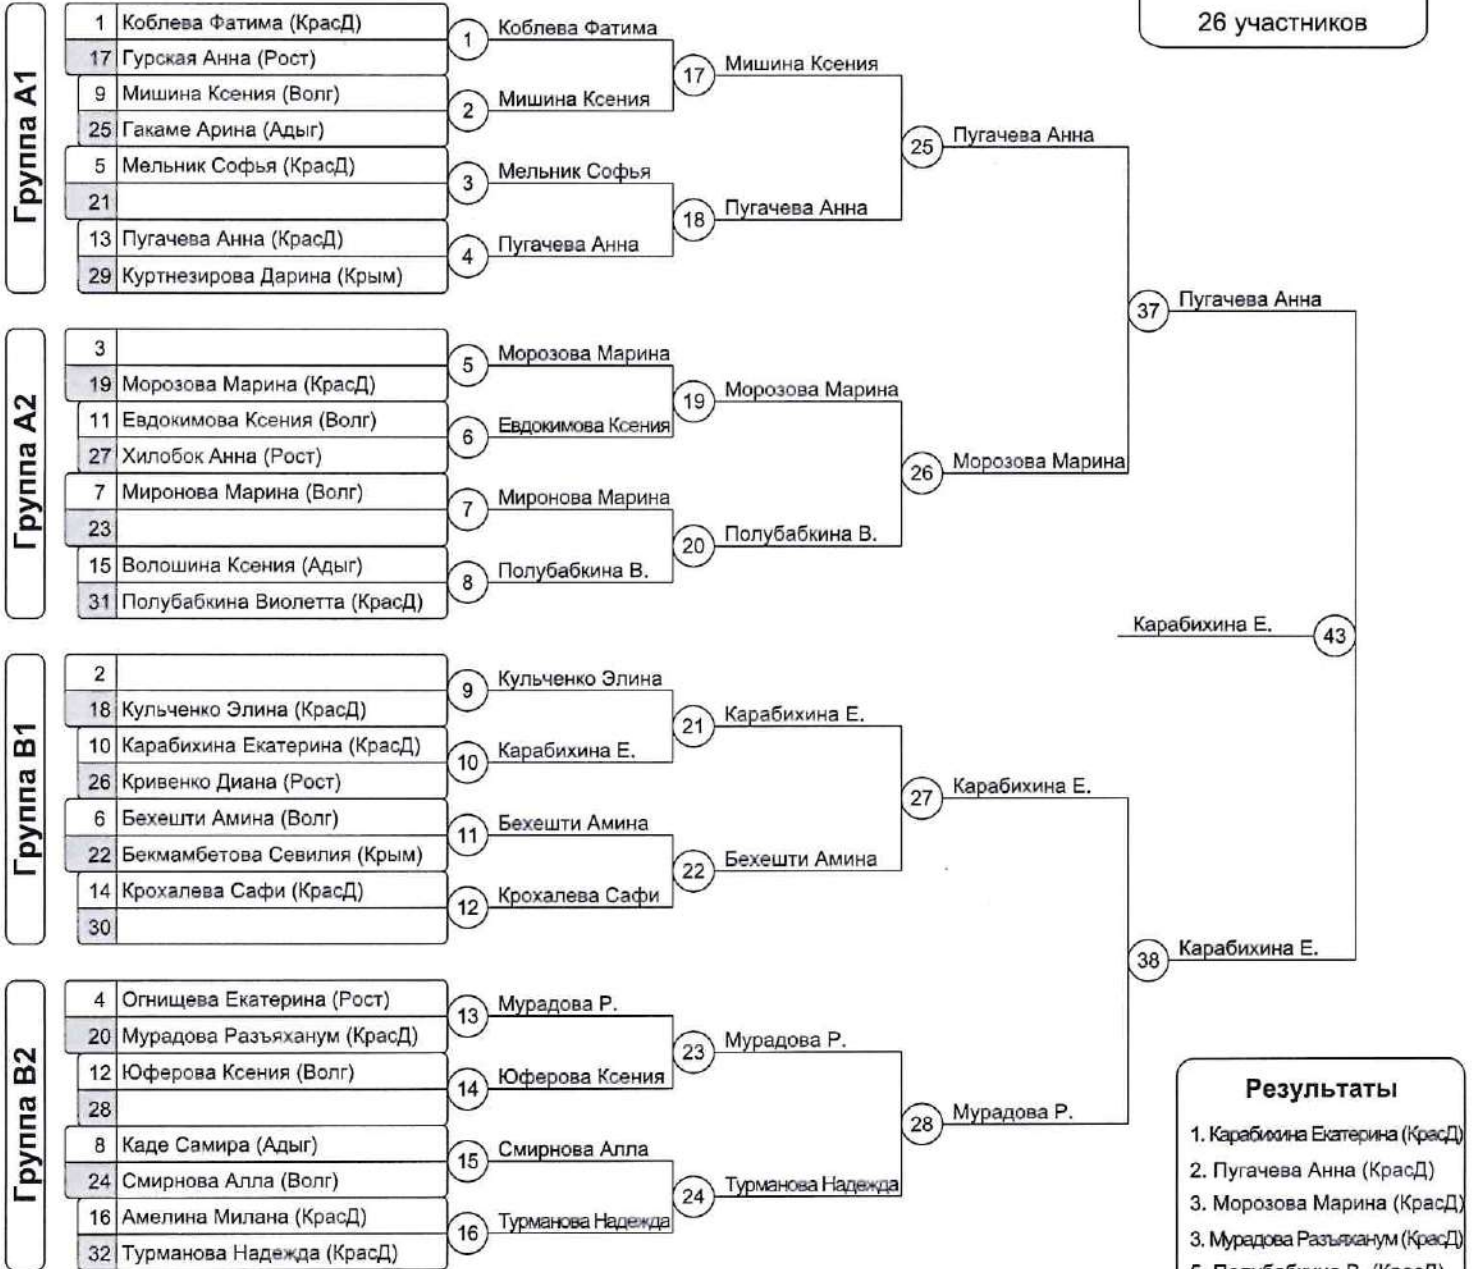 26 участников
Группа A1
1 Коблева Фатима (КрасД)
17 Гурская Анна (Рост)
9 Мишина Ксения (Волг)
25 Гакаме Арина (Адыг)
5 Мельник Софья (КрасД)
21
13 Пугачева Анна (КрасД)
29 Куртнезирова Дарина (Крым)
1 Коблева Фатима
2 Мишина Ксения
3 Мельник Софья
4 Пугачева Анна
17 Мишина Ксения
18 Пугачева Анна
25 Пугачева Анна
Группа A2
3
19 Морозова Марина (КрасД)
11 Евдокимова Ксения (Волг)
27 Хилобок Анна (Рост)
7 Миронова Марина (Волг)
23
15 Волошина Ксения (Адыг)
31 Полубабкина Виолетта (КрасД)
5 Морозова Марина
6 Евдокимова Ксения
7 Миронова Марина
8 Полубабкина В.
19 Морозова Марина
20 Полубабкина В.
26 Морозова Марина
37 Пугачева Анна
Карабихина Е. 43
Группа B1
2
18 Кульченко Элина (КрасД)
10 Карабихина Екатерина (КрасД)
26 Кривенко Диана (Рост)
6 Бехешти Амина (Волг)
22 Бекмамбетова Севилия (Крым)
14 Крохалева Сафи (КрасД)
30
9 Кульченко Элина
10 Карабихина Е.
11 Бехешти Амина
12 Крохалева Сафи
21 Карабихина Е.
22 Бехешти Амина
27 Карабихина Е.
38 Карабихина Е.
Группа B2
4 Огнищева Екатерина (Рост)
20 Мурадова Разъяханум (КрасД)
12 Юферова Ксения (Волг)
28
8 Каде Самира (Адыг)
24 Смирнова Алла (Волг)
16 Амелина Милана (КрасД)
32 Турманова Надежда (КрасД)
13 Мурадова Р.
14 Юферова Ксения
15 Смирнова Алла
16 Турманова Надежда
23 Мурадова Р.
24 Турманова Надежда
28 Мурадова Р.
Результаты
1. Карабихина Екатерина (КрасД)
2. Пугачева Анна (КрасД)
3. Морозова Марина (КрасД)
3. Мурадова Разъяханум (КрасД)
5. Полубабкина В. (КрасД)